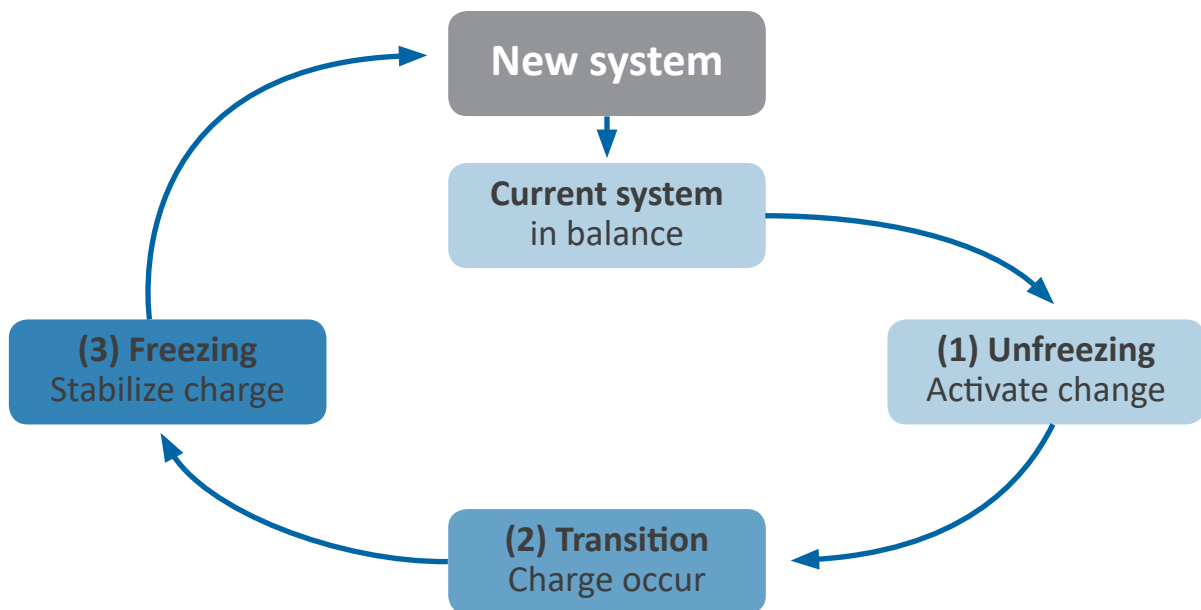 New system
Current system
in balance
(1) Unfreezing
Activate change
(2) Transition
Charge occur
(3) Freezing
Stabilize charge